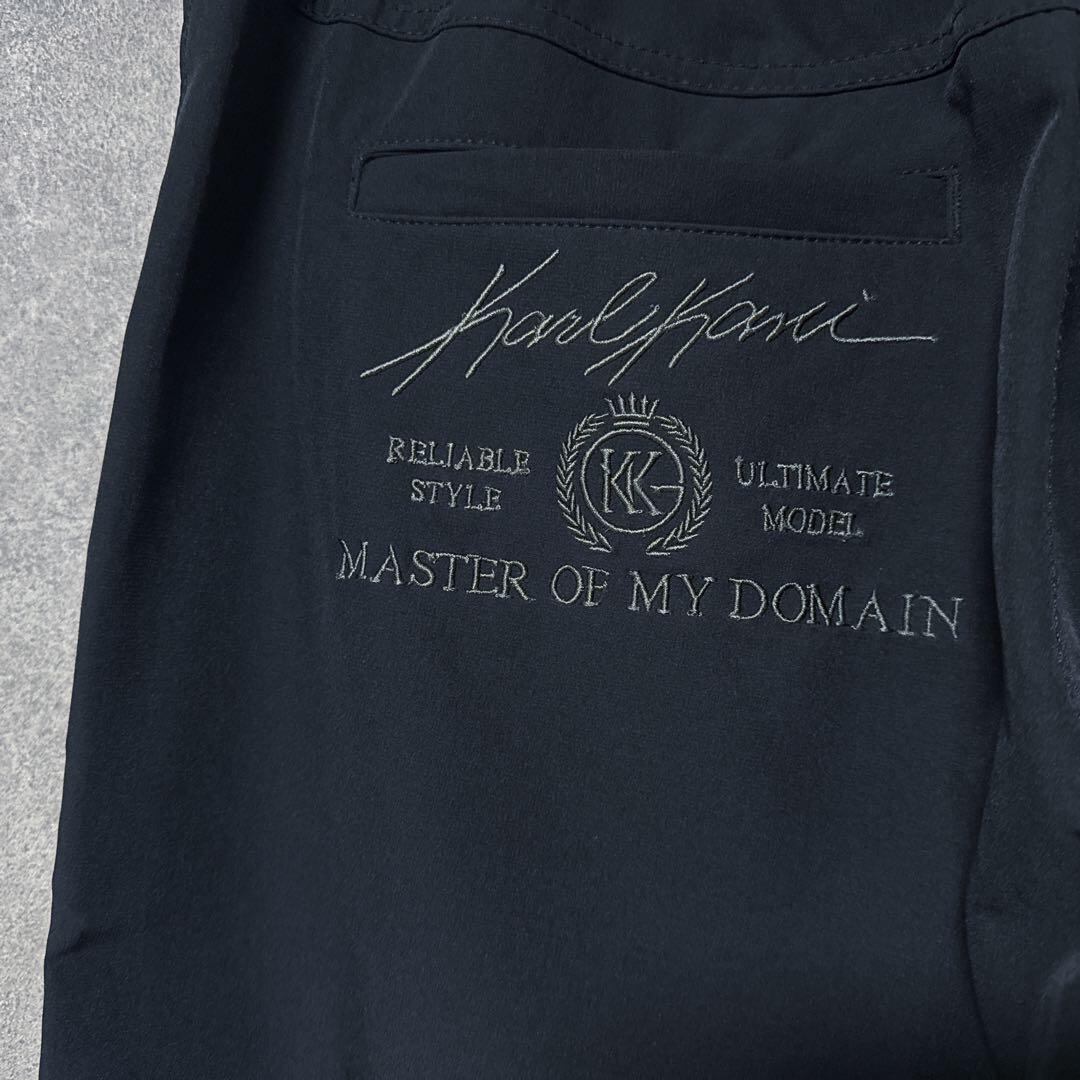 Karl Kani
RELIABLE STYLE
KKG
ULTIMATE MODEL
MASTER OF MY DOMAIN